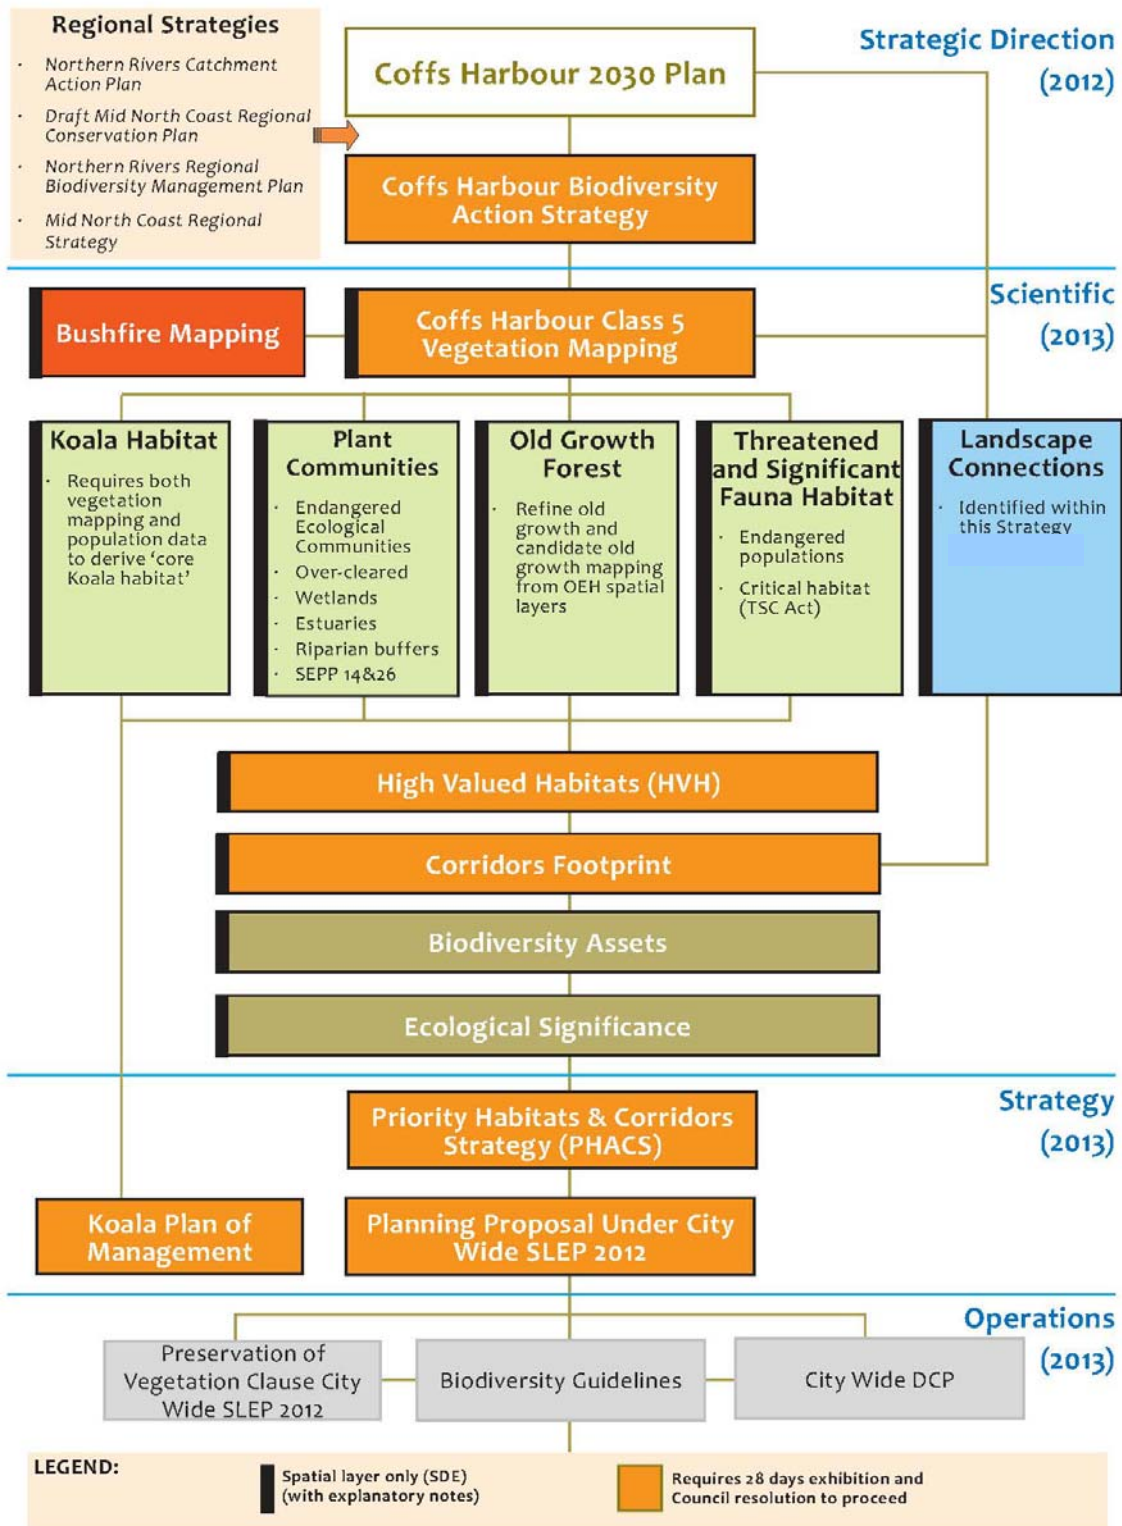 Regional Strategies
· Northern Rivers Catchment
Action Plan
· Draft Mid North Coast Regional
Conservation Plan
· Northern Rivers Regional
Biodiversity Management Plan
· Mid North Coast Regional
Strategy
Coffs Harbour 2030 Plan
Strategic Direction
(2012)
Coffs Harbour Biodiversity
Action Strategy
Scientific
(2013)
Bushfire Mapping
Coffs Harbour Class 5
Vegetation Mapping
Koala Habitat
· Requires both
vegetation
mapping and
population data
to derive ‘core
Koala habitat’
Plant
Communities
· Endangered
Ecological
Communities
· Over-cleared
· Wetlands
· Estuaries
· Riparian buffers
· SEPP 14&26
Old Growth
Forest
· Refine old
growth and
candidate old
growth mapping
from OEH spatial
layers
Threatened
and Significant
Fauna Habitat
· Endangered
populations
· Critical habitat
(TSC Act)
Landscape
Connections
· Identified within
this Strategy
High Valued Habitats (HVH)
Corridors Footprint
Biodiversity Assets
Ecological Significance
Strategy
(2013)
Priority Habitats & Corridors
Strategy (PHACS)
Koala Plan of
Management
Planning Proposal Under City
Wide SLEP 2012
Operations
(2013)
Preservation of
Vegetation Clause City
Wide SLEP 2012
Biodiversity Guidelines
City Wide DCP
LEGEND:
Spatial layer only (SDE)
(with explanatory notes)
Requires 28 days exhibition and
Council resolution to proceed